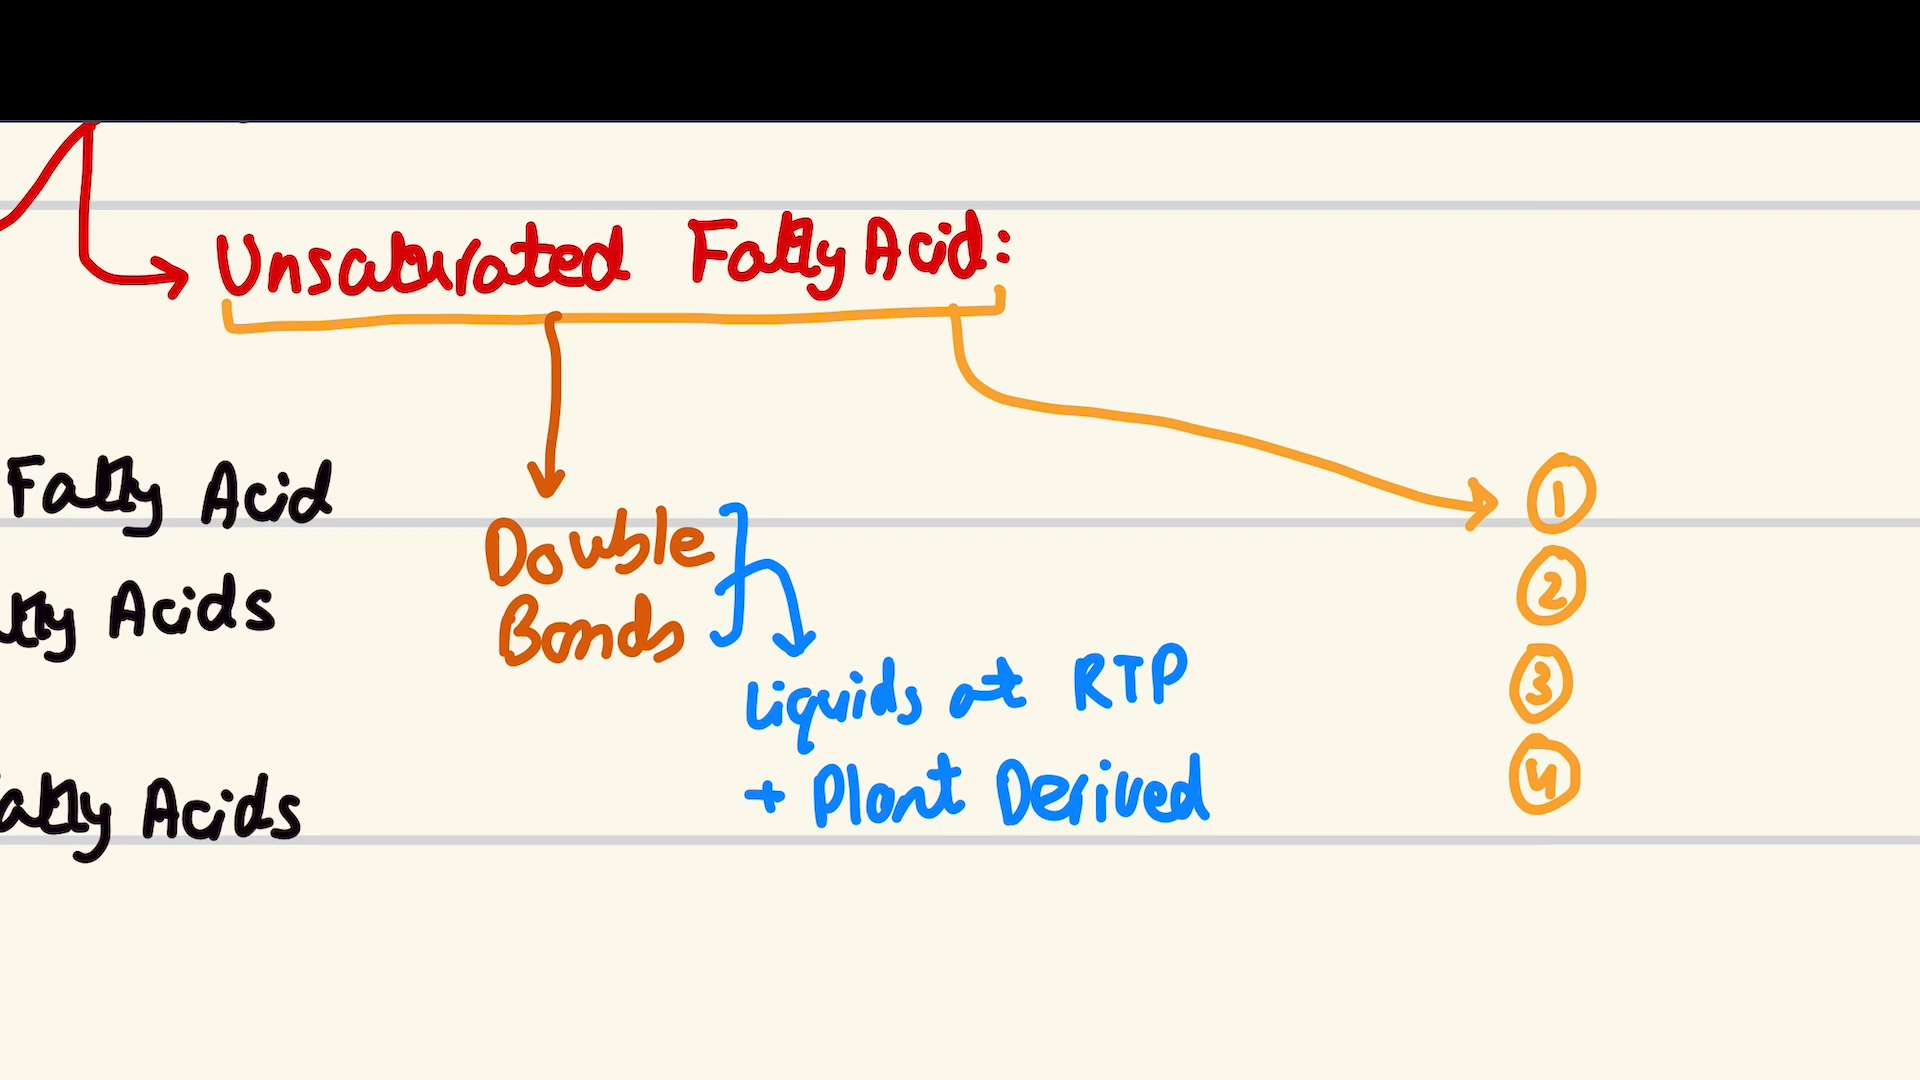 Unsaturated Fatty Acid:
Fatty Acid
Double
Bonds
Acids
Liquids at RTP
+ Plant Derived
Acids
1
2
3
4